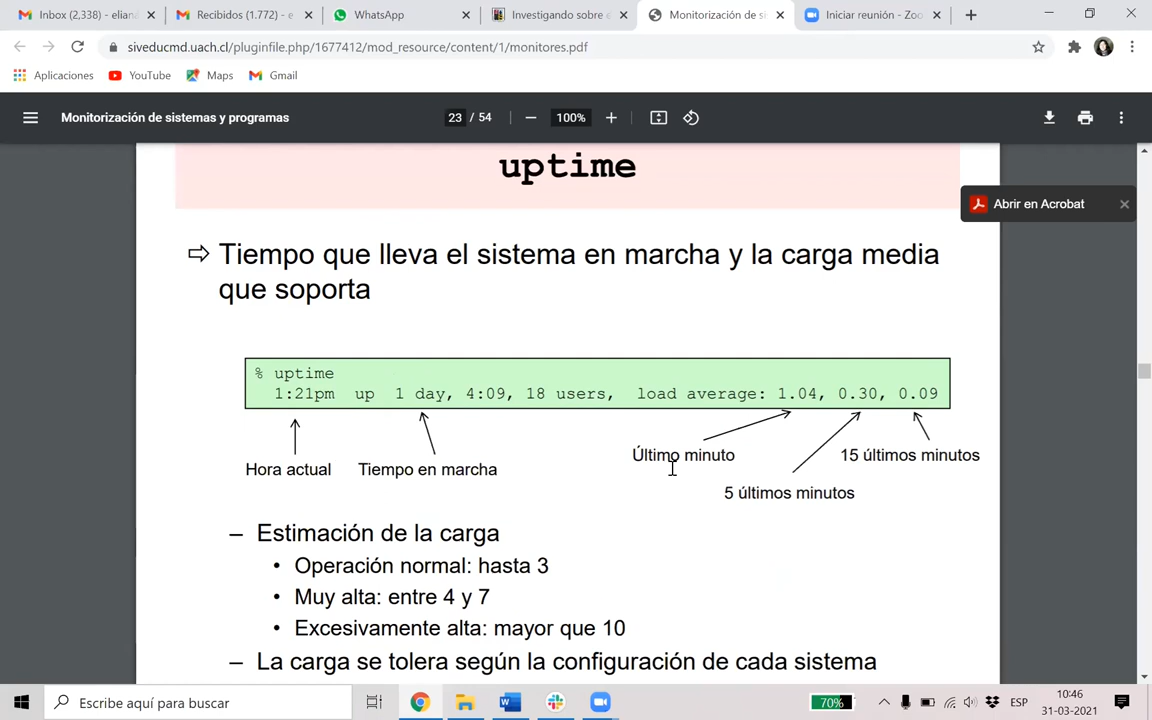 Inbox (2,338) - elian
Recibidos (1.772) - e
WhatsApp
Investigando sobre e
Monitorización de si
Iniciar reunión - Zoo
siveducmd.uach.cl/pluginfile.php/1677412/mod_resource/content/1/monitores.pdf
Aplicaciones
YouTube
Maps
Gmail
Monitorización de sistemas y programas
23 / 54
100%
uptime
Abrir en Acrobat
Tiempo que lleva el sistema en marcha y la carga media
que soporta
% uptime
1:21pm up 1 day, 4:09, 18 users, load average: 1.04, 0.30, 0.09
Hora actual
Tiempo en marcha
Último minuto
15 últimos minutos
5 últimos minutos
– Estimación de la carga
• Operación normal: hasta 3
• Muy alta: entre 4 y 7
• Excesivamente alta: mayor que 10
– La carga se tolera según la configuración de cada sistema
Escribe aquí para buscar
70%
ESP
10:46
31-03-2021